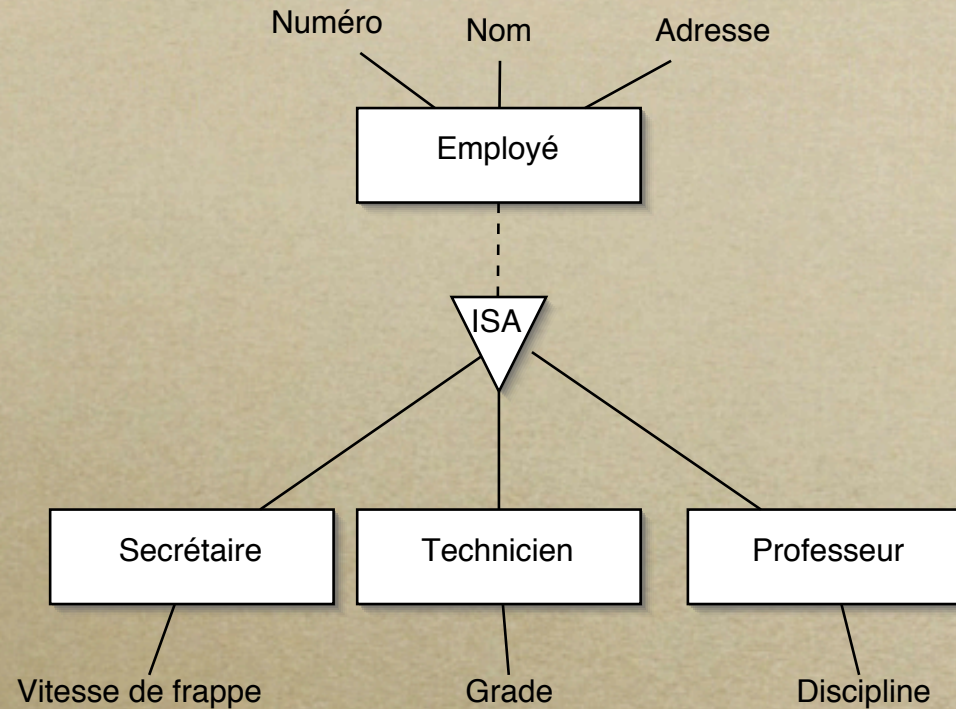 Numéro
Nom
Adresse
Employé
ISA
Secrétaire
Technicien
Professeur
Vitesse de frappe
Grade
Discipline